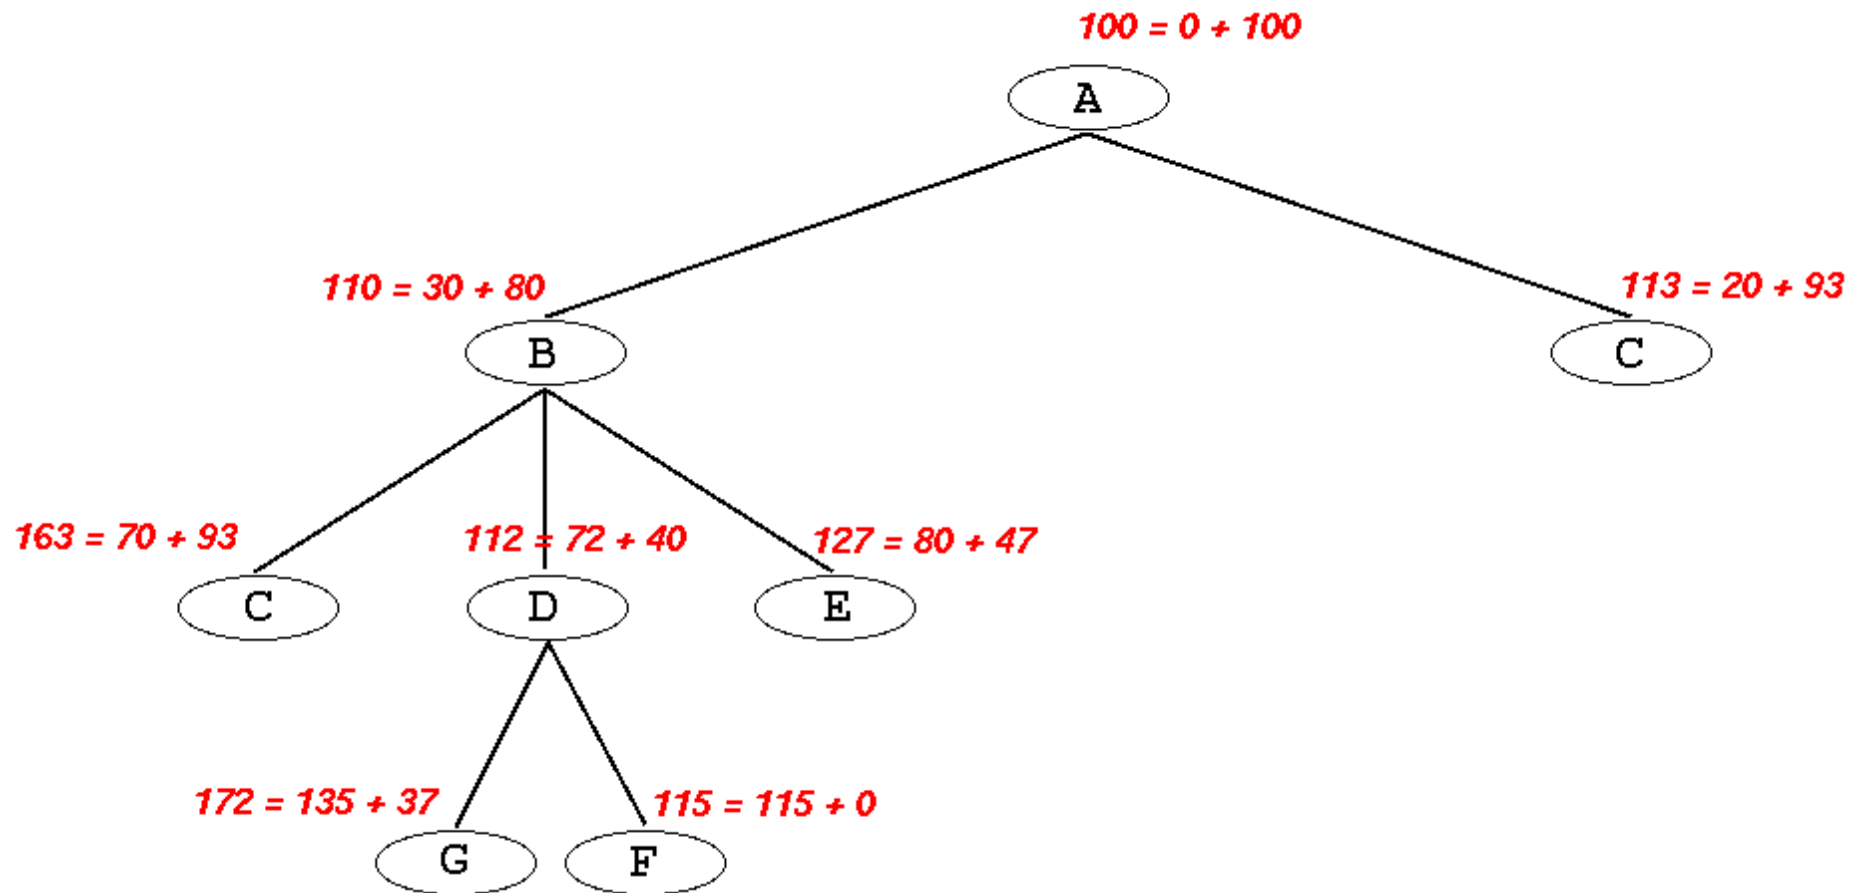 100 = 0 + 100
A
110 = 30 + 80
113 = 20 + 93
B
C
163 = 70 + 93
112 = 72 + 40
127 = 80 + 47
C
D
E
172 = 135 + 37
115 = 115 + 0
G
F